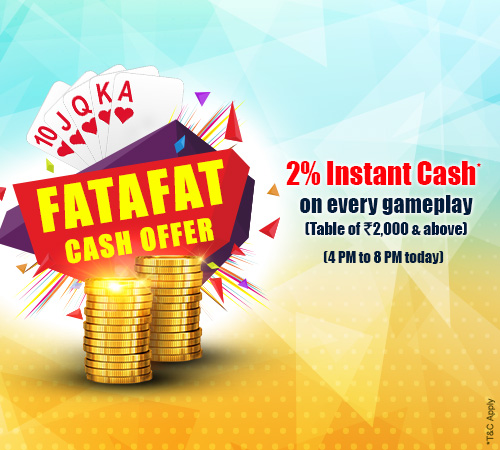 10 J Q K A
FATAFAT
CASH OFFER
2% Instant Cash*
on every gameplay
(Table of ₹2,000 & above)
(4 PM to 8 PM today)
*T&C Apply